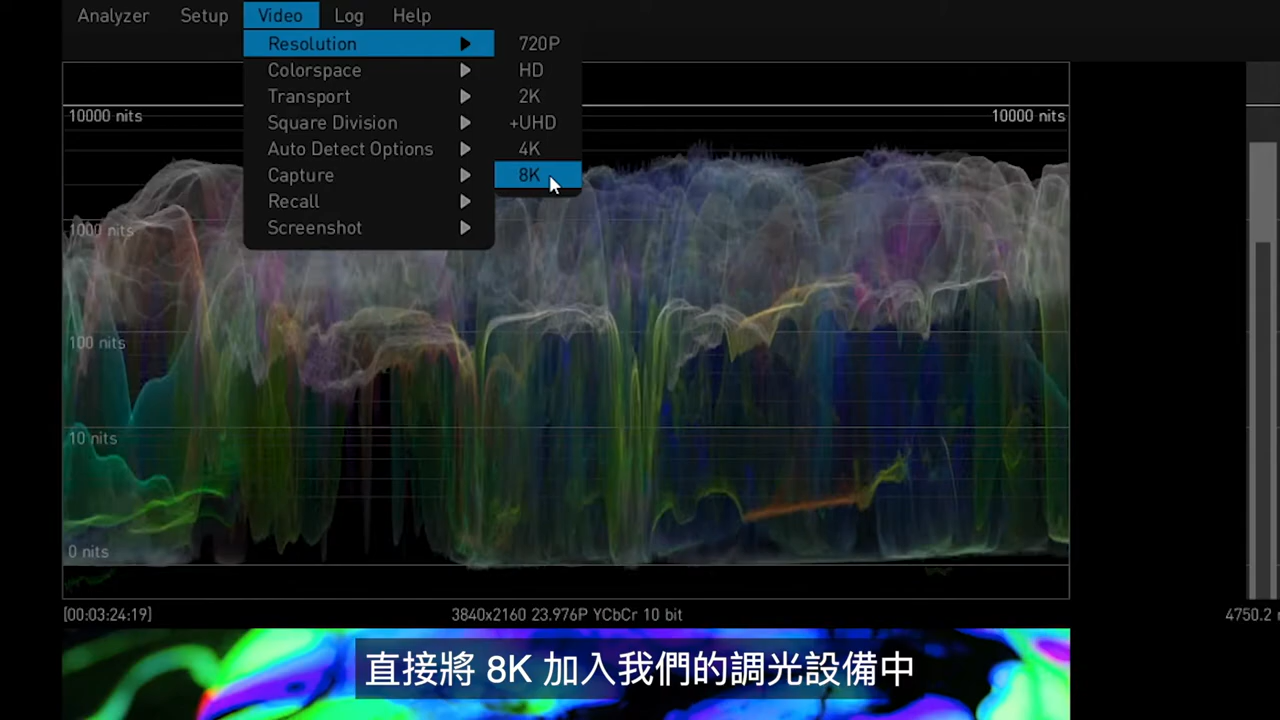 Analyzer Setup Video Log Help
Resolution
Colorspace
Transport
Square Division
Auto Detect Options
Capture
Recall
Screenshot
720P
HD
2K
+UHD
4K
8K
10000 nits 10000 nits
1000 nits
100 nits
10 nits
0 nits
[00:03:24:19] 3840x2160 23.976P YCbCr 10 bit 4750.2
直接將 8K 加入我們的調光設備中